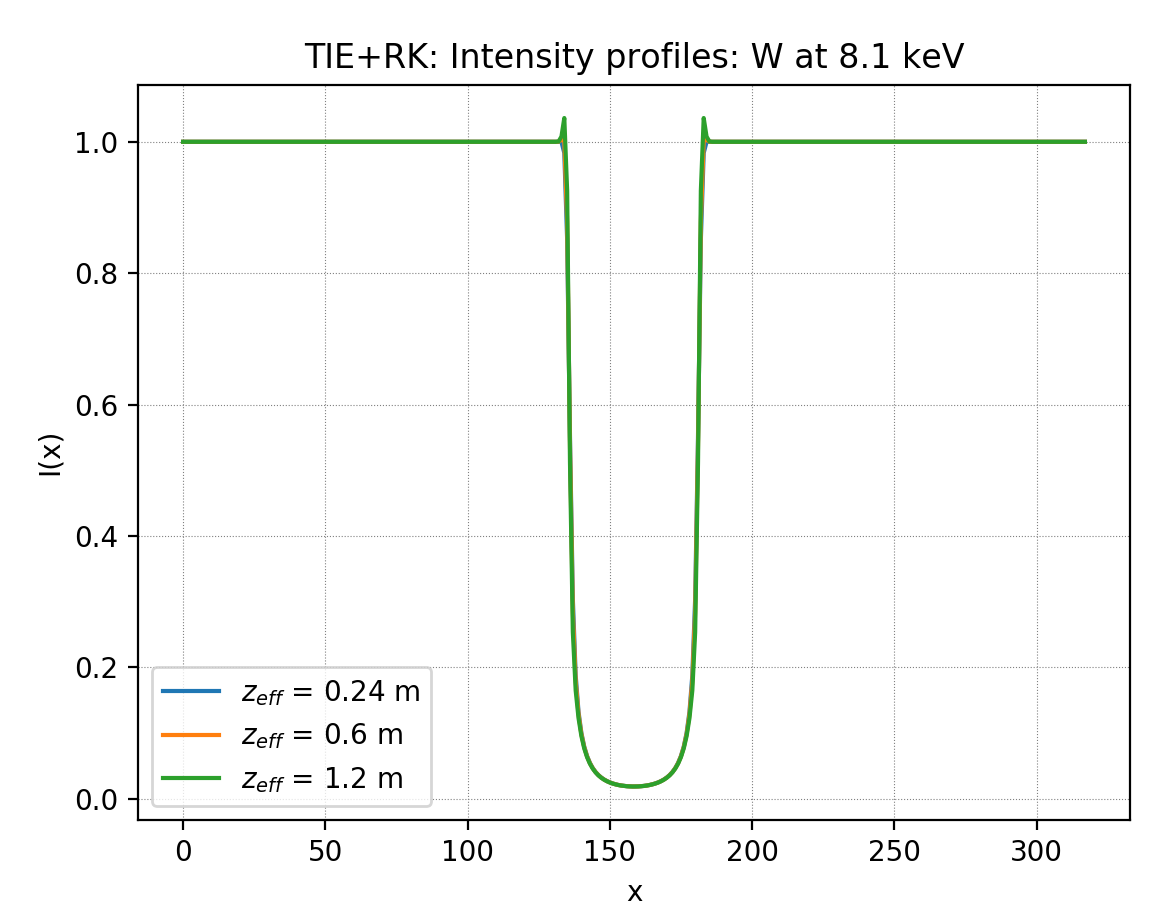 TIE+RK: Intensity profiles: W at 8.1 keV
I(x)
1.0
0.8
0.6
0.4
0.2
0.0
z_eff = 0.24 m
z_eff = 0.6 m
z_eff = 1.2 m
0 50 100 150 200 250 300
x